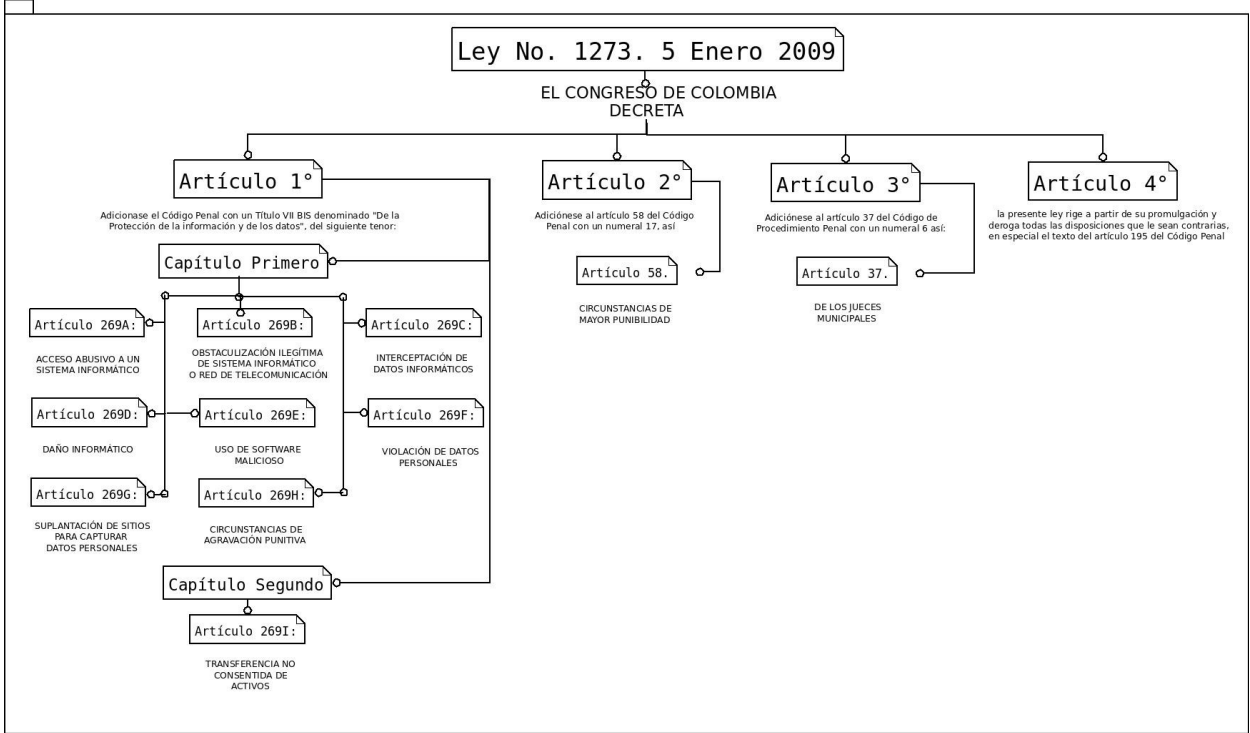 Ley No. 1273. 5 Enero 2009
EL CONGRESO DE COLOMBIA
DECRETA
Artículo 1°
Adicionase el Código Penal con un Título VII BIS denominado "De la
Protección de la información y de los datos", del siguiente tenor:
Capítulo Primero
Artículo 269A:
ACCESO ABUSIVO A UN
SISTEMA INFORMÁTICO
Artículo 269B:
OBSTACULIZACIÓN ILEGÍTIMA
DE SISTEMA INFORMÁTICO
O RED DE TELECOMUNICACIÓN
Artículo 269C:
INTERCEPTACIÓN DE
DATOS INFORMÁTICOS
Artículo 269D:
DAÑO INFORMÁTICO
Artículo 269E:
USO DE SOFTWARE
MALICIOSO
Artículo 269F:
VIOLACIÓN DE DATOS
PERSONALES
Artículo 269G:
SUPLANTACIÓN DE SITIOS
PARA CAPTURAR
DATOS PERSONALES
Artículo 269H:
CIRCUNSTANCIAS DE
AGRAVACIÓN PUNITIVA
Capítulo Segundo
Artículo 269I:
TRANSFERENCIA NO
CONSENTIDA DE
ACTIVOS
Artículo 2°
Adiciónese al artículo 58 del Código
Penal con un numeral 17, así
Artículo 58.
CIRCUNSTANCIAS DE
MAYOR PUNIBILIDAD
Artículo 3°
Adiciónese al artículo 37 del Código de
Procedimiento Penal con un numeral 6 así:
Artículo 37.
DE LOS JUECES
MUNICIPALES
Artículo 4°
la presente ley rige a partir de su promulgación y
deroga todas las disposiciones que le sean contrarias,
en especial el texto del artículo 195 del Código Penal